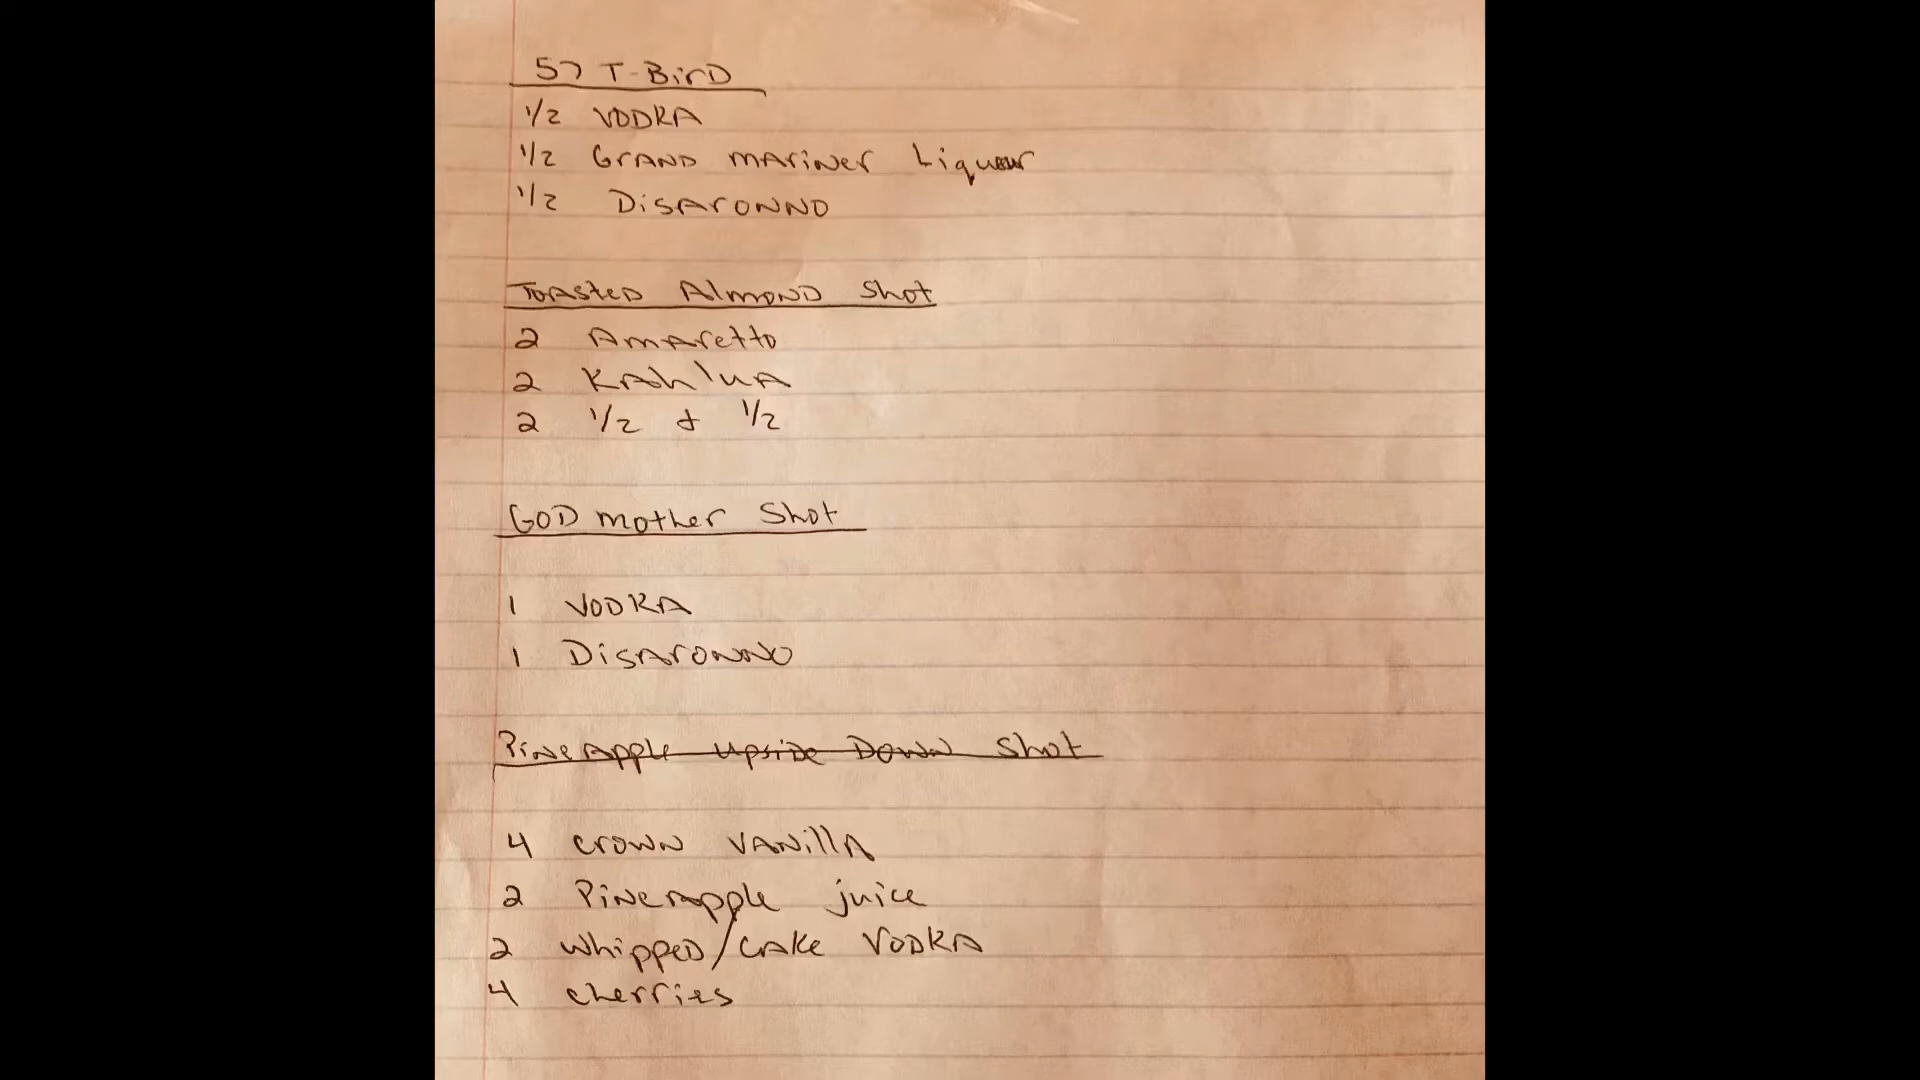 57 T-BirD
1/2 VODKA
1/2 GrAND mAriNer Liqueur
1/2 DisArONNO
TOAsteD AlmOND Shot
2 AmAretto
2 KAh'uA
2 1/2 & 1/2
GOD mother Shot
1 VODKA
1 DisArONNO
PiNeApple UpsiDe DowN Shot
4 crowN VANillA
2 PiNeApple juice
2 whippeD/CAKe VODKA
4 cherries